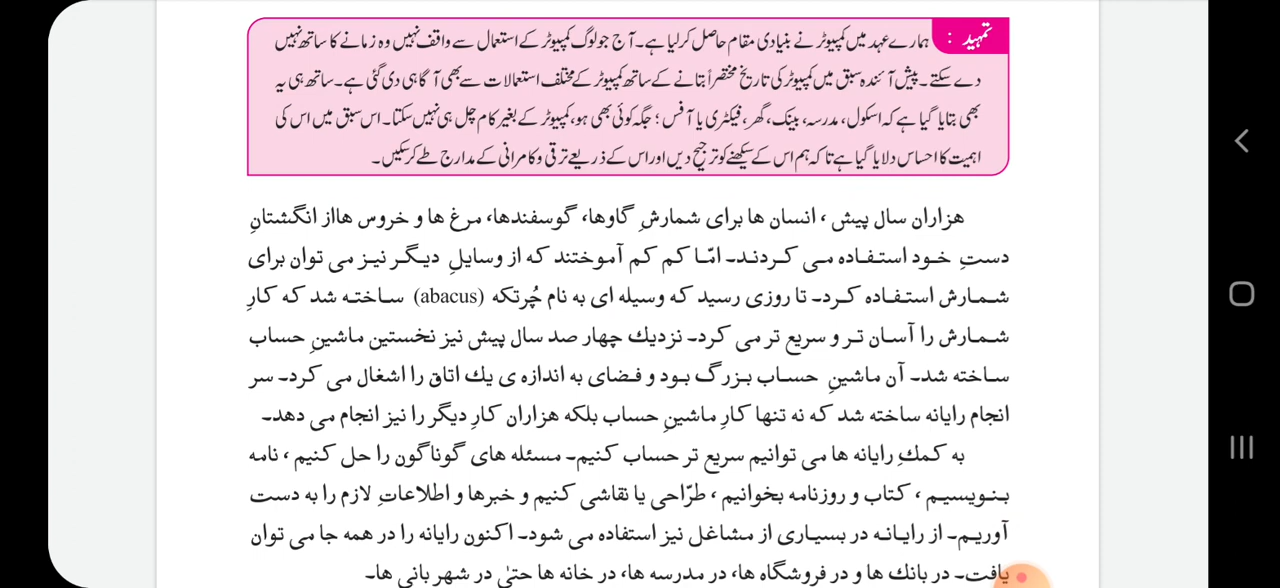 تمہید : ہمارے عہد میں کمپیوٹر نے بنیادی مقام حاصل کر لیا ہے۔ آج جو لوگ کمپیوٹر کے استعمال سے واقف نہیں وہ زمانے کا ساتھ نہیں
دے سکتے۔ پیش آئندہ سبق میں کمپیوٹر کی تاریخ مختصراً بتانے کے ساتھ کمپیوٹر کے مختلف استعمالات سے بھی آگاہی دی گئی ہے۔ ساتھ ہی یہ
بھی بتایا گیا ہے کہ اسکول، مدرسہ، بینک، گھر، فیکٹری یا آفس ؛ جگہ کوئی بھی ہو، کمپیوٹر کے بغیر کام چل ہی نہیں سکتا۔ اس سبق میں اس کی
اہمیت کا احساس دلایا گیا ہے تاکہ ہم اس کے سیکھنے کو ترجیح دیں اور اس کے ذریعے ترقی و کامرانی کے مدارج طے کر سکیں۔
هزاران سال پیش ، انسان ها برای شمارشِ گاوها، گوسفندها، مرغ ها و خروس هااز انگشتانِ
دستِ خود استفاده می کردند۔ امّا کم کم آموختند که از وسایلِ دیگر نیز می توان برای
شمارش استفاده کرد۔ تا روزی رسید که وسیله ای به نام چُرتکه (abacus) ساخته شد که کارِ
شمارش را آسان تر و سریع تر می کرد۔ نزدیك چهار صد سال پیش نیز نخستین ماشینِ حساب
ساخته شد۔ آن ماشینِ حساب بزرگ بود و فضای به اندازه ی یك اتاق را اشغال می کرد۔ سر
انجام رایانه ساخته شد که نه تنها کارِ ماشینِ حساب بلکه هزاران کارِ دیگر را نیز انجام می دهد۔
به کمكِ رایانه ها می توانیم سریع تر حساب کنیم۔ مسئله های گوناگون را حل کنیم ، نامه
بنویسیم ، کتاب و روزنامه بخوانیم ، طرّاحی یا نقاشی کنیم و خبرها و اطلاعاتِ لازم را به دست
آوریم۔ از رایانه در بسیاری از مشاغل نیز استفاده می شود۔ اکنون رایانه را در همه جا می توان
یافت۔ در بانك ها و در فروشگاه ها، در مدرسه ها، در خانه ها حتیٰ در شهر بانی ها۔